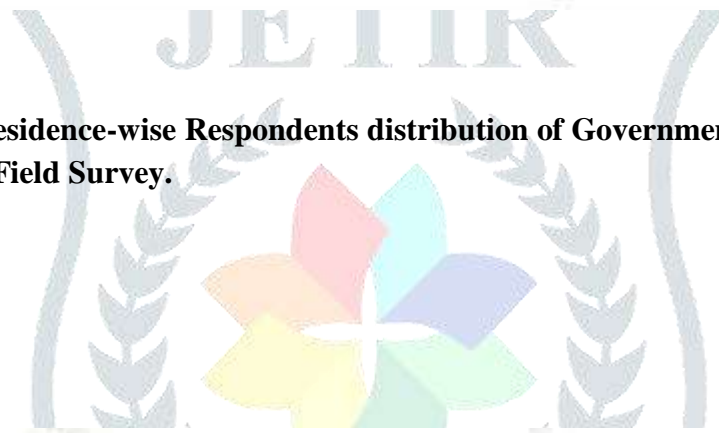 JETIR
esidence-wise Respondents distribution of Governmen
Field Survey.